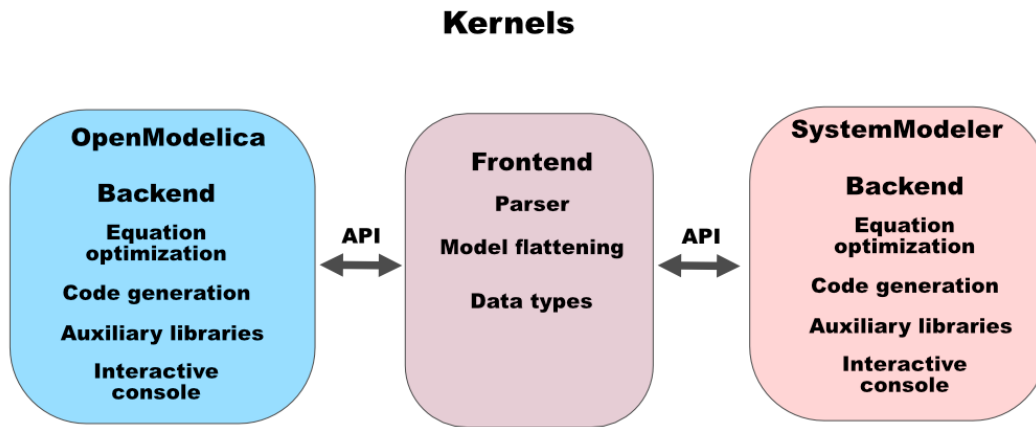 Kernels
OpenModelica
Backend
Equation
optimization
Code generation
Auxiliary libraries
Interactive
console
API
Frontend
Parser
Model flattening
Data types
API
SystemModeler
Backend
Equation
optimization
Code generation
Auxiliary libraries
Interactive
console